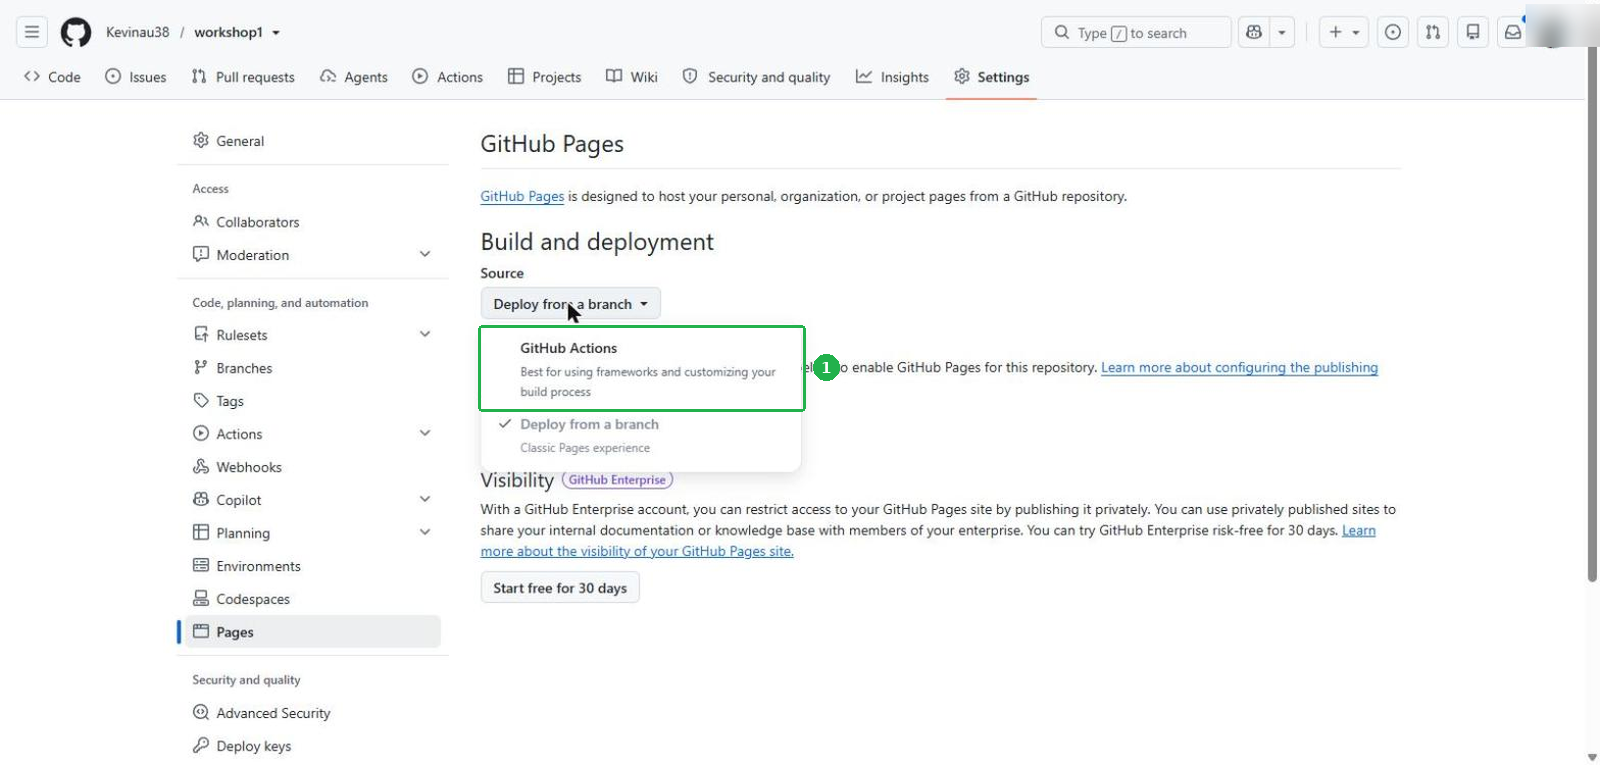 Kevinau38 / workshop1
Type / to search
Code
Issues
Pull requests
Agents
Actions
Projects
Wiki
Security and quality
Insights
Settings
General
Access
Collaborators
Moderation
Code, planning, and automation
Rulesets
Branches
Tags
Actions
Webhooks
Copilot
Planning
Environments
Codespaces
Pages
Security and quality
Advanced Security
Deploy keys
GitHub Pages
GitHub Pages is designed to host your personal, organization, or project pages from a GitHub repository.
Build and deployment
Source
Deploy from a branch
GitHub Actions
Best for using frameworks and customizing your
build process
1
to enable GitHub Pages for this repository. Learn more about configuring the publishing
Deploy from a branch
Classic Pages experience
Visibility GitHub Enterprise
With a GitHub Enterprise account, you can restrict access to your GitHub Pages site by publishing it privately. You can use privately published sites to
share your internal documentation or knowledge base with members of your enterprise. You can try GitHub Enterprise risk-free for 30 days. Learn
more about the visibility of your GitHub Pages site.
Start free for 30 days